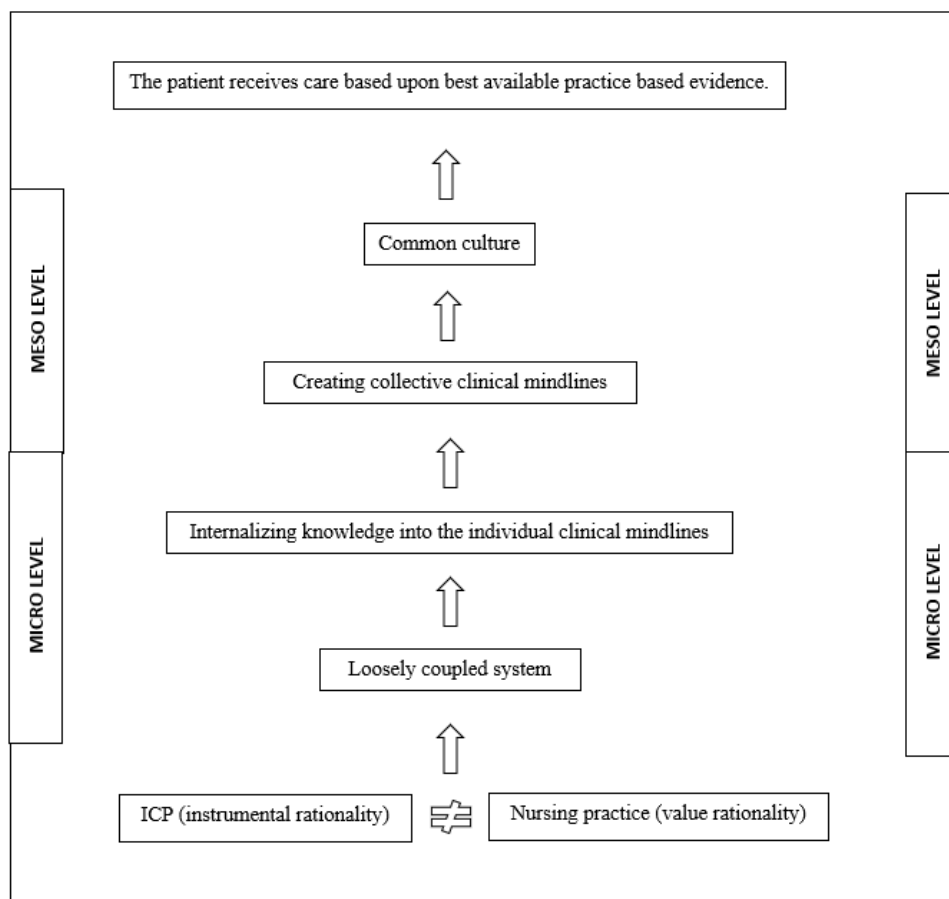 The patient receives care based upon best available practice based evidence.
MESO LEVEL
MESO LEVEL
Common culture
Creating collective clinical mindlines
MICRO LEVEL
MICRO LEVEL
Internalizing knowledge into the individual clinical mindlines
Loosely coupled system
ICP (instrumental rationality) ≠ Nursing practice (value rationality)